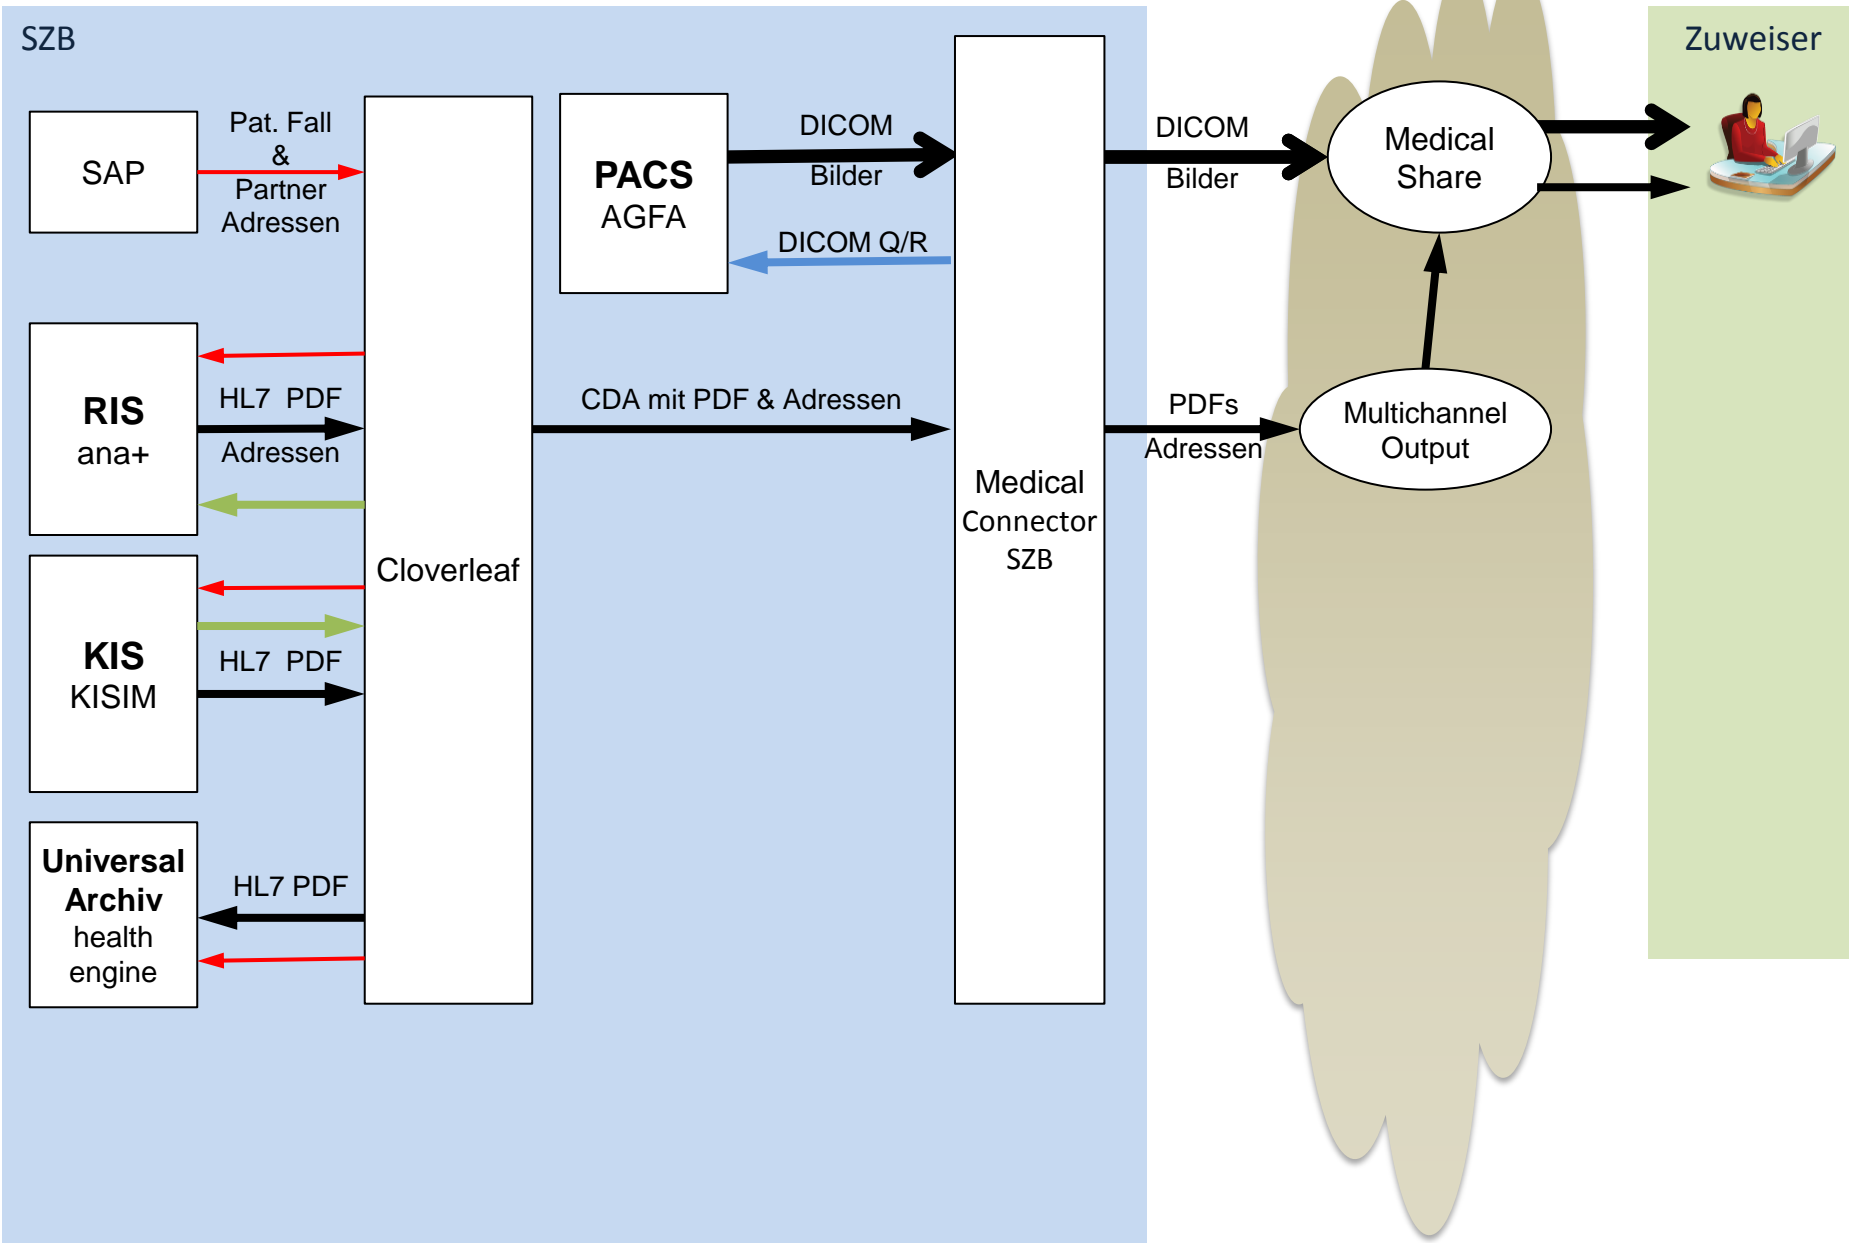 SZB
Zuweiser
SAP
Pat. Fall
&
Partner
Adressen
PACS
AGFA
DICOM
Bilder
DICOM Q/R
DICOM
Bilder
Medical
Share
RIS
ana+
HL7 PDF
Adressen
CDA mit PDF & Adressen
PDFs
Adressen
Multichannel
Output
Medical
Connector
SZB
Cloverleaf
KIS
KISIM
HL7 PDF
Universal
Archiv
health
engine
HL7 PDF